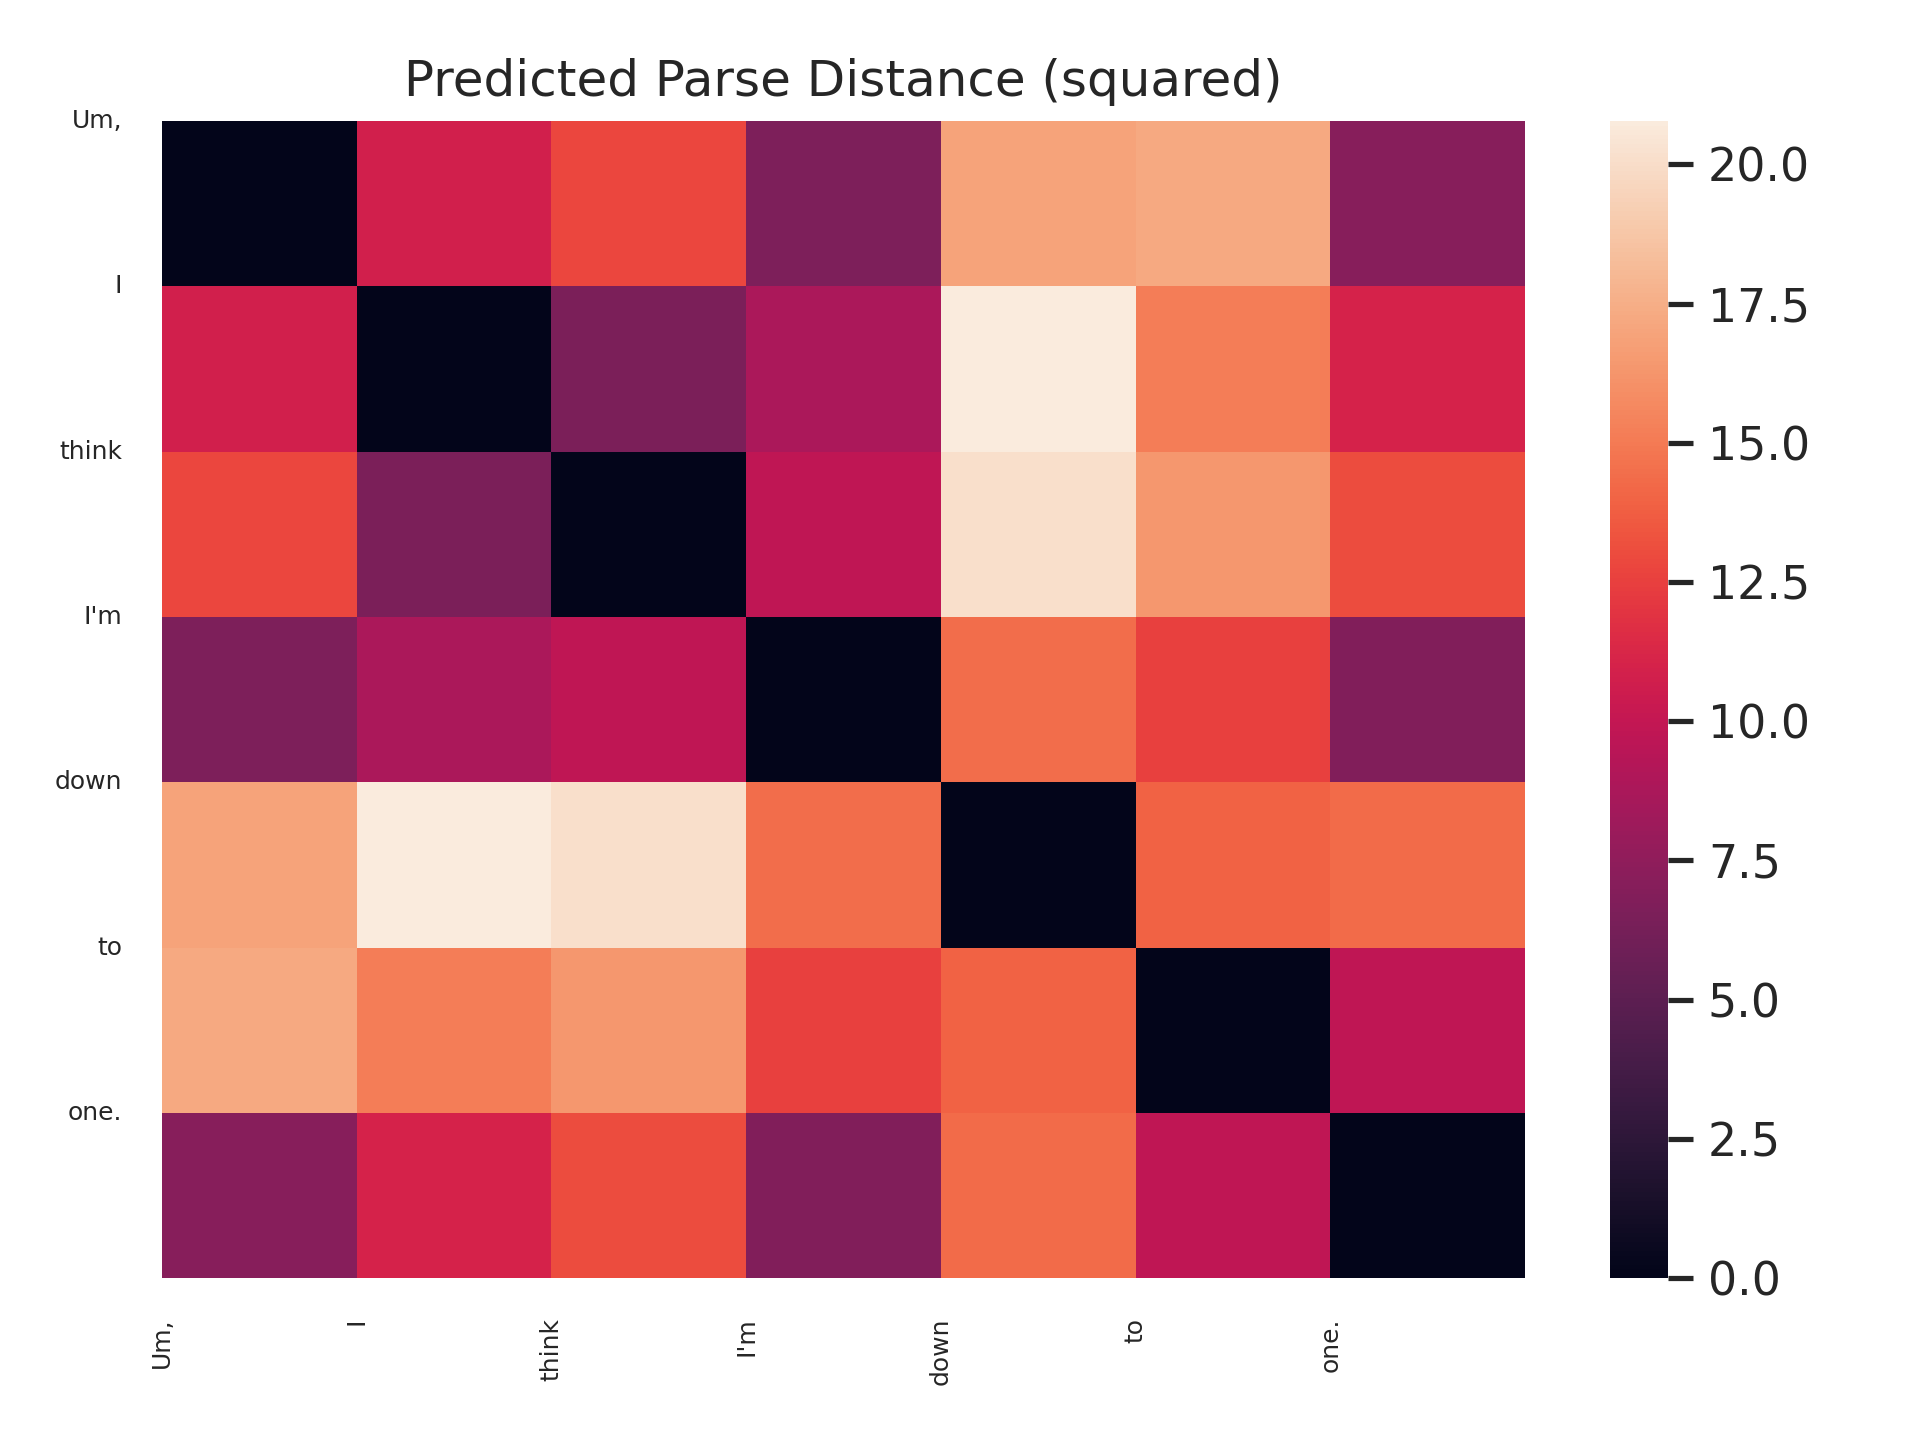 Predicted Parse Distance (squared)
Um,
I
think
I'm
down
to
one.
Um,
I
think
I'm
down
to
one.
20.0
17.5
15.0
12.5
10.0
7.5
5.0
2.5
0.0